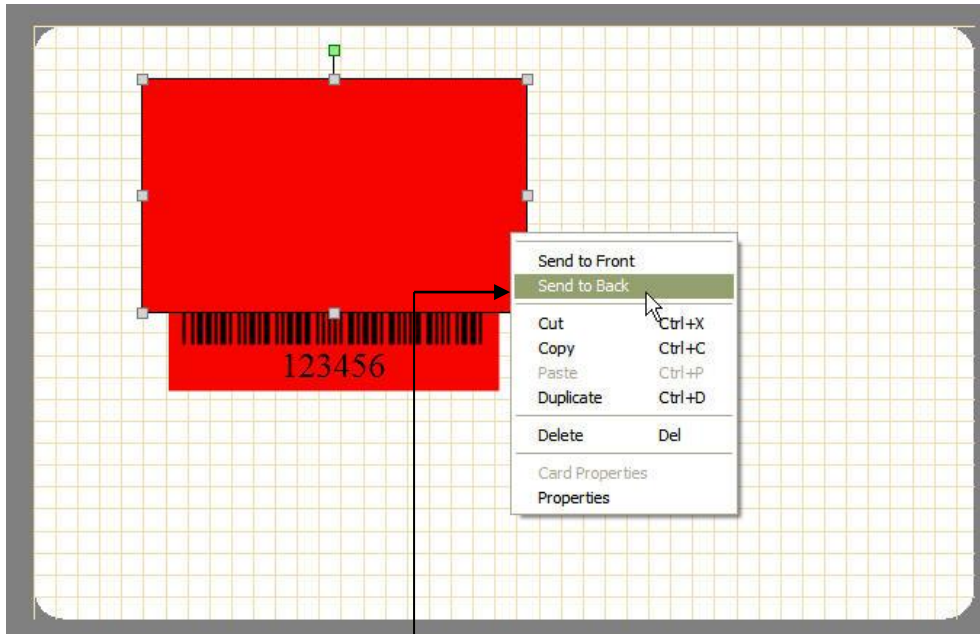 Send to Front
Send to Back
Cut Ctrl+X
Copy Ctrl+C
Paste Ctrl+P
Duplicate Ctrl+D
Delete Del
Card Properties
Properties
123456